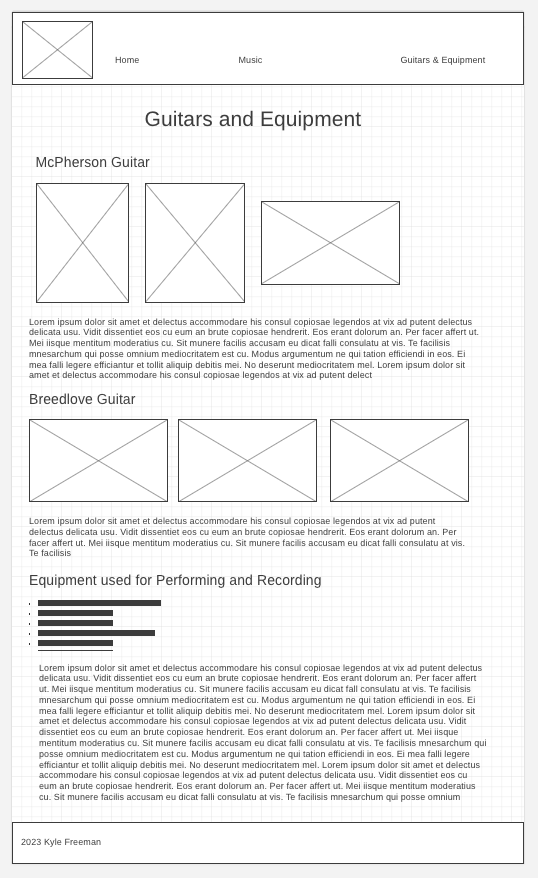 Home Music Guitars & Equipment
Guitars and Equipment
McPherson Guitar
Lorem ipsum dolor sit amet et delectus accommodare his consul copiosae legendos at vix ad putent delectus
delicata usu. Vidit dissentiet eos cu eum an brute copiosae hendrerit. Eos erant dolorum an. Per facer affert ut.
Mei iisque mentitum moderatius cu. Sit munere facilis accusam eu dicat falli consulatu at vis. Te facilisis
mnesarchum qui posse omnium mediocritatem est cu. Modus argumentum ne qui tation efficiendi in eos. Ei
mea falli legere efficiantur et tollit aliquip debitis mei. No deserunt mediocritatem mel. Lorem ipsum dolor sit
amet et delectus accommodare his consul copiosae legendos at vix ad putent delect
Breedlove Guitar
Lorem ipsum dolor sit amet et delectus accommodare his consul copiosae legendos at vix ad putent
delectus delicata usu. Vidit dissentiet eos cu eum an brute copiosae hendrerit. Eos erant dolorum an. Per
facer affert ut. Mei iisque mentitum moderatius cu. Sit munere facilis accusam eu dicat falli consulatu at vis.
Te facilisis
Equipment used for Performing and Recording
Lorem ipsum dolor sit amet et delectus accommodare his consul copiosae legendos at vix ad putent delectus
delicata usu. Vidit dissentiet eos cu eum an brute copiosae hendrerit. Eos erant dolorum an. Per facer affert
ut. Mei iisque mentitum moderatius cu. Sit munere facilis accusam eu dicat falli consulatu at vis. Te facilisis
mnesarchum qui posse omnium mediocritatem est cu. Modus argumentum ne qui tation efficiendi in eos. Ei
mea falli legere efficiantur et tollit aliquip debitis mei. No deserunt mediocritatem mel. Lorem ipsum dolor sit
amet et delectus accommodare his consul copiosae legendos at vix ad putent delectus delicata usu. Vidit
dissentiet eos cu eum an brute copiosae hendrerit. Eos erant dolorum an. Per facer affert ut. Mei iisque
mentitum moderatius cu. Sit munere facilis accusam eu dicat falli consulatu at vis. Te facilisis mnesarchum qui
posse omnium mediocritatem est cu. Modus argumentum ne qui tation efficiendi in eos. Ei mea falli legere
efficiantur et tollit aliquip debitis mei. No deserunt mediocritatem mel. Lorem ipsum dolor sit amet et delectus
accommodare his consul copiosae legendos at vix ad putent delectus delicata usu. Vidit dissentiet eos cu
eum an brute copiosae hendrerit. Eos erant dolorum an. Per facer affert ut. Mei iisque mentitum moderatius
cu. Sit munere facilis accusam eu dicat falli consulatu at vis. Te facilisis mnesarchum qui posse omnium
2023 Kyle Freeman